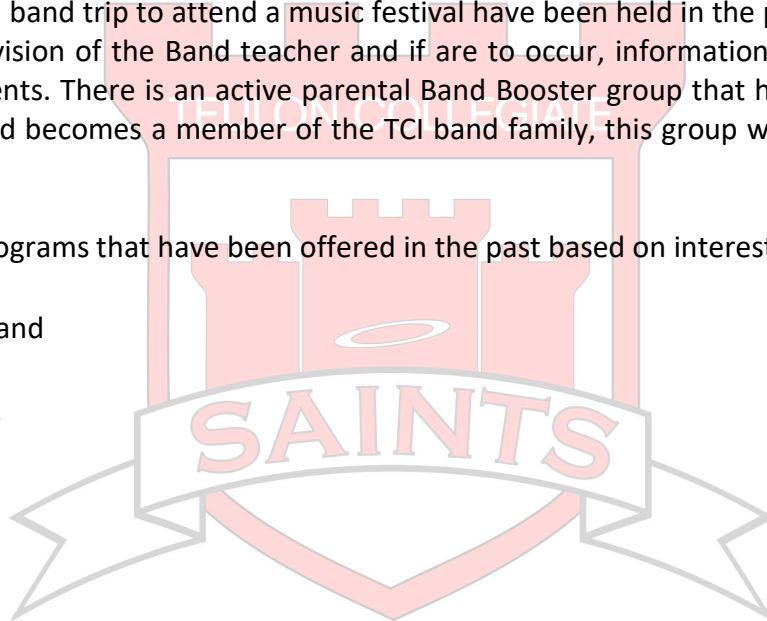 band trip to attend a music festival have been held in the p
vision of the Band teacher and if are to occur, information
ents. There is an active parental Band Booster group that h
d becomes a member of the TCI band family, this group w
TEULON COLLEGIATE
ograms that have been offered in the past based on interest
and
SAINTS